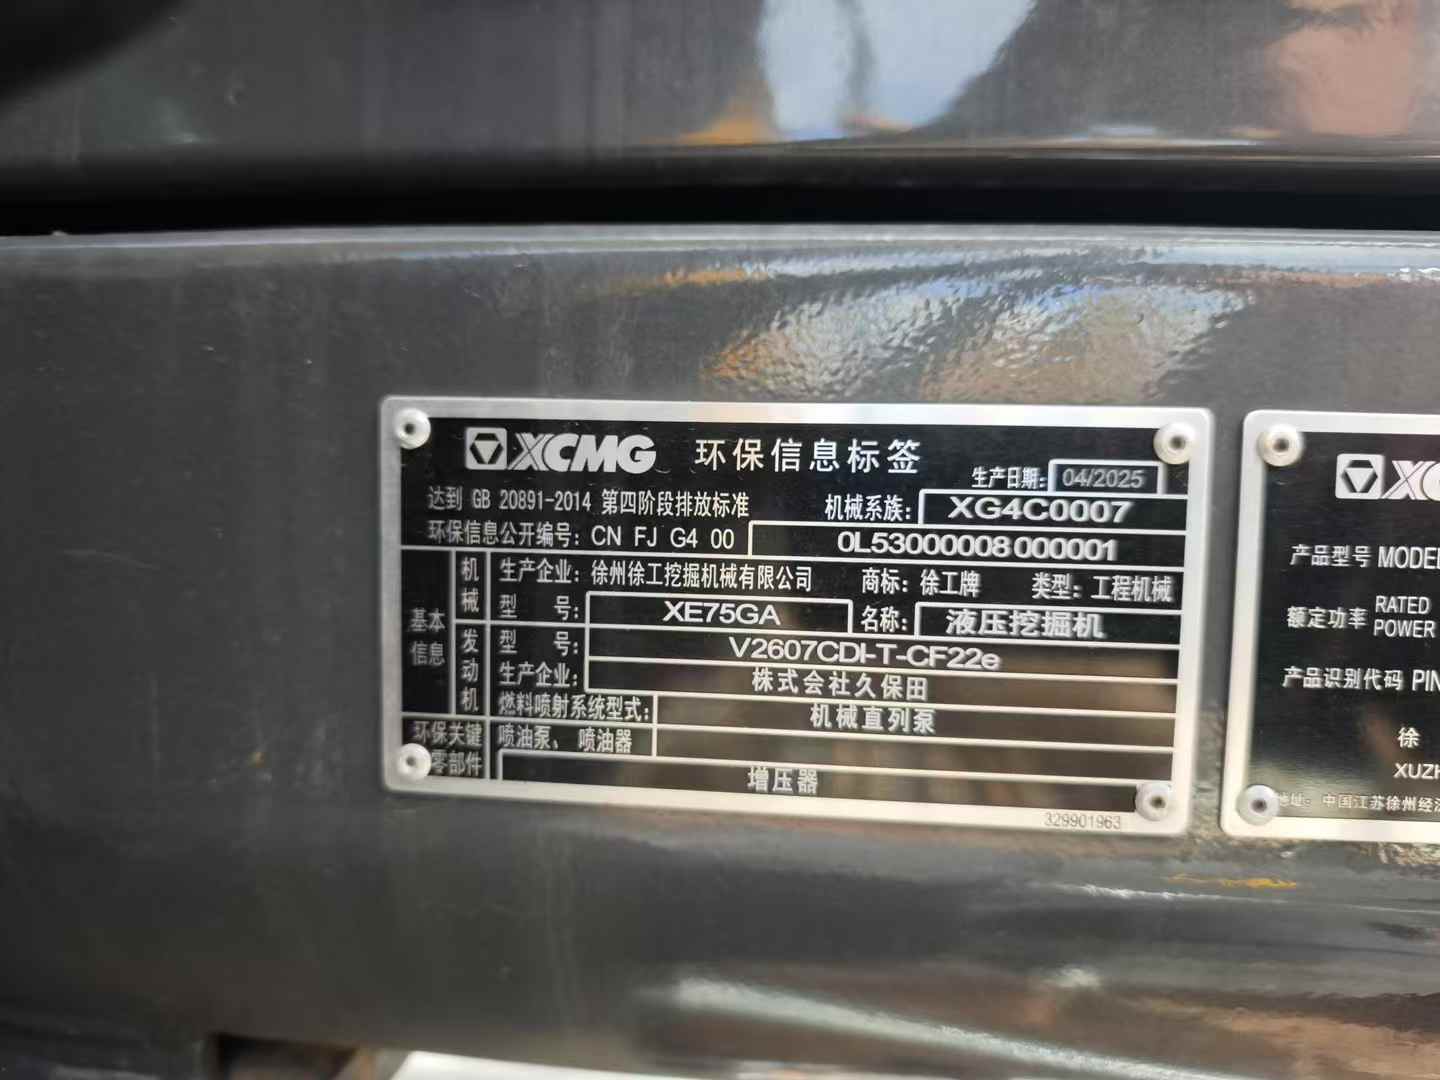 XCMG 环保信息标签
生产日期: 04/2025
达到 GB 20891-2014 第四阶段排放标准 机械系族: XG4C0007
环保信息公开编号: CN FJ G4 00 0L53000008000001
基本信息
机械
生产企业: 徐州徐工挖掘机械有限公司 商标: 徐工牌 类型: 工程机械
型 号: XE75GA 名称: 液压挖掘机
发动机
型 号: V2607CDI-T-CF22e
生产企业: 株式会社久保田
燃料喷射系统型式: 机械直列泵
环保关键零部件
喷油泵、喷油器
增压器
329901963
产品型号 MODEL
额定功率 RATED POWER
产品识别代码 PIN
徐
XUZH
地址: 中国江苏徐州经